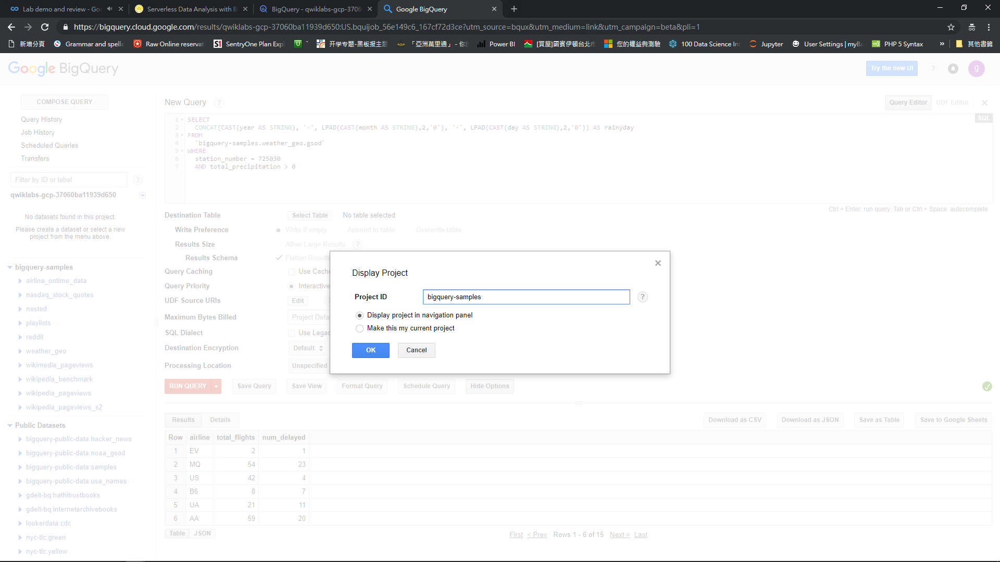 Lab demo and review - Goo
Serverless Data Analysis with B
BigQuery - qwiklabs-gcp-3706
Google BigQuery
https://bigquery.cloud.google.com/results/qwiklabs-gcp-37060ba11939d650:US.bquijob_56e149c6_167cf72d3ce?utm_source=bqux&utm_medium=link&utm_campaign=beta&pli=1
新增分頁
Grammar and spell
Raw Online reservat
S1 SentryOne Plan Exp
U `
开学专题-黑板报主题
「亞洲萬里通」 - 你
Power BI
[買屋]國賓伊頓台北市
您的權益與測驗
100 Data Science In
Jupyter
User Settings | myB
w3 PHP 5 Syntax
»
其他書籤
Google BigQuery
Try the new UI
?
g
COMPOSE QUERY
Query History
Job History
Scheduled Queries
Transfers
Filter by ID or label
?
qwiklabs-gcp-37060ba11939d650
No datasets found in this project.
Please create a dataset or select a new
project from the menu above.
bigquery-samples
airline_ontime_data
nasdaq_stock_quotes
nested
playlists
reddit
weather_geo
wikimedia_pageviews
wikipedia_benchmark
wikipedia_pageviews
wikipedia_pageviews_s2
Public Datasets
bigquery-public-data:hacker_news
bigquery-public-data:noaa_gsod
bigquery-public-data:samples
bigquery-public-data:usa_names
gdelt-bq:hathitrustbooks
gdelt-bq:internetarchivebooks
lookerdata:cdc
nyc-tlc:green
nyc-tlc:yellow
New Query ?
Query Editor UDF Editor
SQL
1 SELECT
2 CONCAT(CAST(year AS STRING), '-', LPAD(CAST(month AS STRING),2,'0'), '-', LPAD(CAST(day AS STRING),2,'0')) AS rainyday
3 FROM
4 `bigquery-samples.weather_geo.gsod`
5 WHERE
6 station_number = 725030
7 AND total_precipitation > 0
Ctrl + Enter: run query, Tab or Ctrl + Space: autocomplete.
Destination Table Select Table No table selected
Write Preference Write if empty Append to table Overwrite table
Results Size Allow Large Results ?
Results Schema Flatten Results
Query Caching Use Cache
Query Priority Interactive
UDF Source URIs Edit
Maximum Bytes Billed Project Defa
SQL Dialect Use Legac
Destination Encryption Default
Processing Location Unspecified
Display Project
Project ID bigquery-samples ?
Display project in navigation panel
Make this my current project
OK Cancel
RUN QUERY Save Query Save View Format Query Schedule Query Hide Options
Results Details
Download as CSV Download as JSON Save as Table Save to Google Sheets
Row airline total_flights num_delayed
1 EV 2 1
2 MQ 54 23
3 US 42 4
4 B6 8 7
5 UA 21 11
6 AA 59 20
Table JSON
First < Prev Rows 1 - 6 of 15 Next > Last